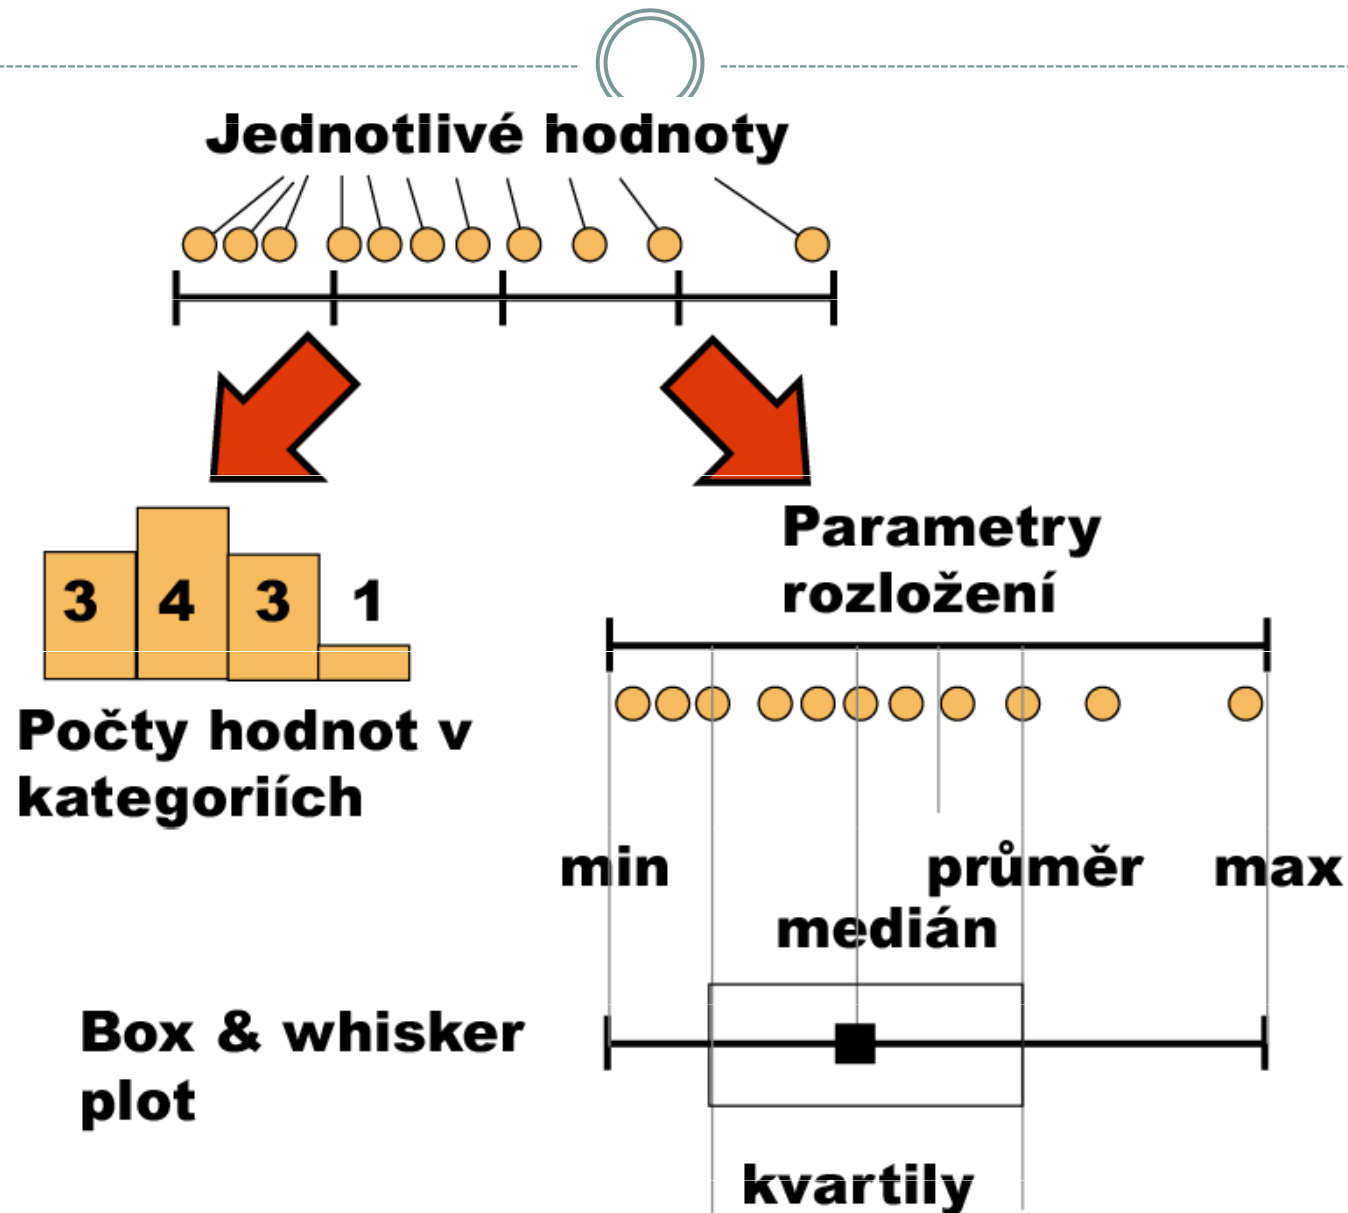 Jednotlivé hodnoty
3 4 3 1
Počty hodnot v
kategoriích
Parametry
rozložení
min průměr max
medián
Box & whisker
plot
kvartily